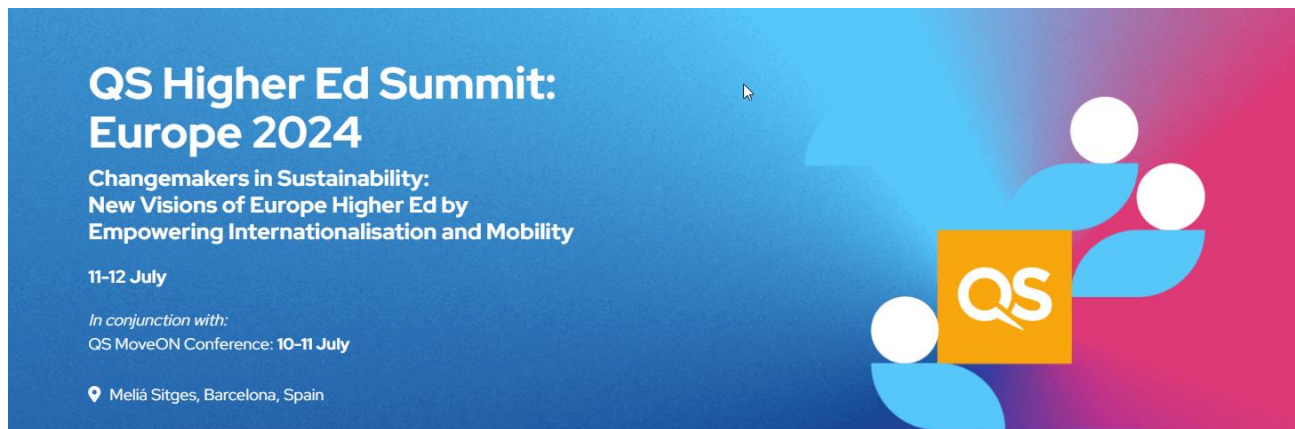 QS Higher Ed Summit:
Europe 2024
Changemakers in Sustainability:
New Visions of Europe Higher Ed by
Empowering Internationalisation and Mobility
11-12 July
In conjunction with:
QS MoveON Conference: 10-11 July
Meliá Sitges, Barcelona, Spain
QS